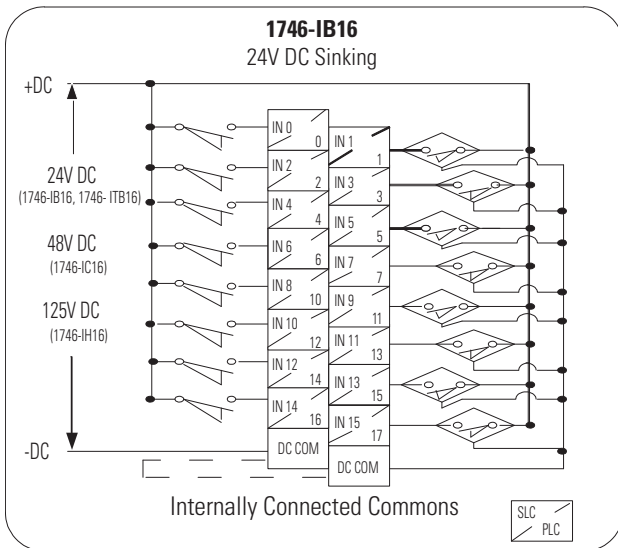 1746-IB16
24V DC Sinking
+DC
24V DC
(1746-IB16, 1746- ITB16)
48V DC
(1746-IC16)
125V DC
(1746-IH16)
-DC
IN 0
0
IN 1
1
IN 2
2
IN 3
3
IN 4
4
IN 5
5
IN 6
6
IN 7
7
IN 8
10
IN 9
11
IN 10
12
IN 11
13
IN 12
14
IN 13
15
IN 14
16
IN 15
17
DC COM
DC COM
Internally Connected Commons
SLC
PLC